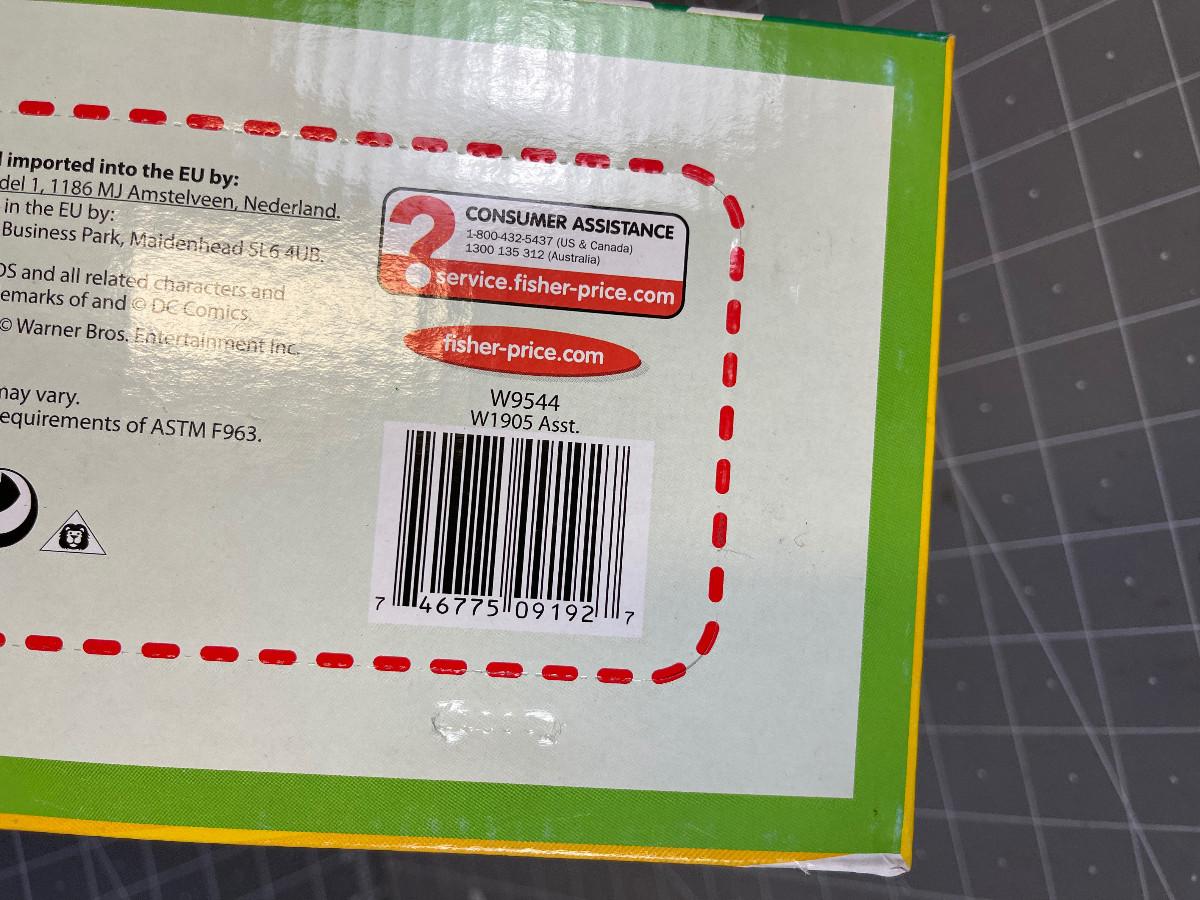 imported into the EU by:
del 1, 1186 MJ Amstelveen, Nederland.
in the EU by:
Business Park, Maidenhead SL6 4UB.
OS and all related characters and
emarks of and © DC Comics.
© Warner Bros. Entertainment Inc.
may vary.
equirements of ASTM F963.
?
CONSUMER ASSISTANCE
1-800-432-5437 (US & Canada)
1300 135 312 (Australia)
service.fisher-price.com
fisher-price.com
W9544
W1905 Asst.
7 46775 09192 7